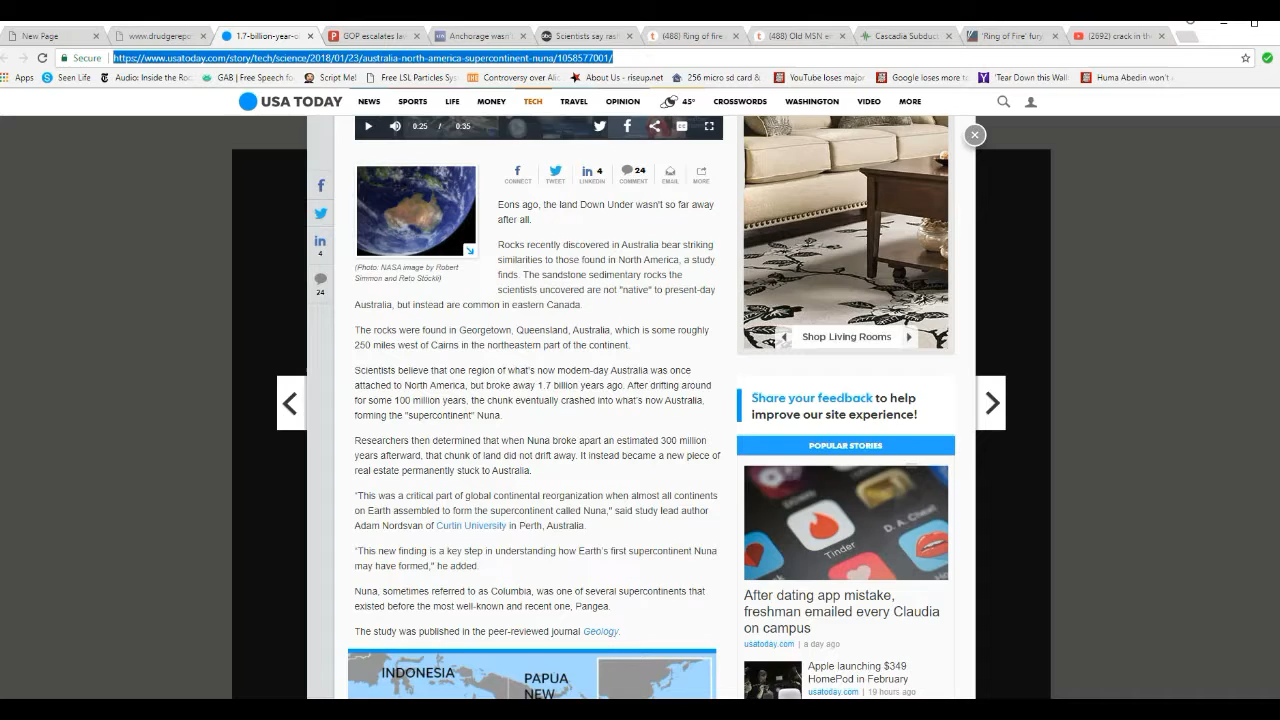 New Page
www.drudgerepo
1.7-billion-year-o
GOP escalates la
Anchorage wasn'
Scientists say ras
(488) Ring of fire
(488) Old MSN er
Cascadia Subduct
'Ring of Fire' fury
(2692) crack in th
Secure
https://www.usatoday.com/story/tech/science/2018/01/23/australia-north-america-supercontinent-nuna/1058577001/
Apps
Seen Life
Audio: Inside the Ro
GAB | Free Speech fo
Script Me!
Free LSL Particles Sy
Controversy over Ali
About Us - riseup.net
256 micro sd card &
YouTube loses major
Google loses more te
'Tear Down this Wall
Huma Abedin won't
USA TODAY
NEWS
SPORTS
LIFE
MONEY
TECH
TRAVEL
OPINION
45°
CROSSWORDS
WASHINGTON
VIDEO
MORE
0:25 / 0:35
CC
CONNECT
TWEET
4
LINKEDIN
24
COMMENT
EMAIL
MORE
4
24
(Photo: NASA image by Robert
Simmon and Reto Stöckli)
Eons ago, the land Down Under wasn't so far away
after all.
Rocks recently discovered in Australia bear striking
similarities to those found in North America, a study
finds. The sandstone sedimentary rocks the
scientists uncovered are not "native" to present-day
Australia, but instead are common in eastern Canada.
The rocks were found in Georgetown, Queensland, Australia, which is some roughly
250 miles west of Cairns in the northeastern part of the continent.
Scientists believe that one region of what's now modern-day Australia was once
attached to North America, but broke away 1.7 billion years ago. After drifting around
for some 100 million years, the chunk eventually crashed into what's now Australia,
forming the "supercontinent" Nuna.
Researchers then determined that when Nuna broke apart an estimated 300 million
years afterward, that chunk of land did not drift away. It instead became a new piece of
real estate permanently stuck to Australia.
"This was a critical part of global continental reorganization when almost all continents
on Earth assembled to form the supercontinent called Nuna," said study lead author
Adam Nordsvan of Curtin University in Perth, Australia.
"This new finding is a key step in understanding how Earth's first supercontinent Nuna
may have formed," he added.
Nuna, sometimes referred to as Columbia, was one of several supercontinents that
existed before the most well-known and recent one, Pangea.
The study was published in the peer-reviewed journal Geology.
INDONESIA
PAPUA
NEW
Shop Living Rooms
Share your feedback to help
improve our site experience!
POPULAR STORIES
Tinder
After dating app mistake,
freshman emailed every Claudia
on campus
usatoday.com | a day ago
Apple launching $349
HomePod in February
usatoday.com | 19 hours ago